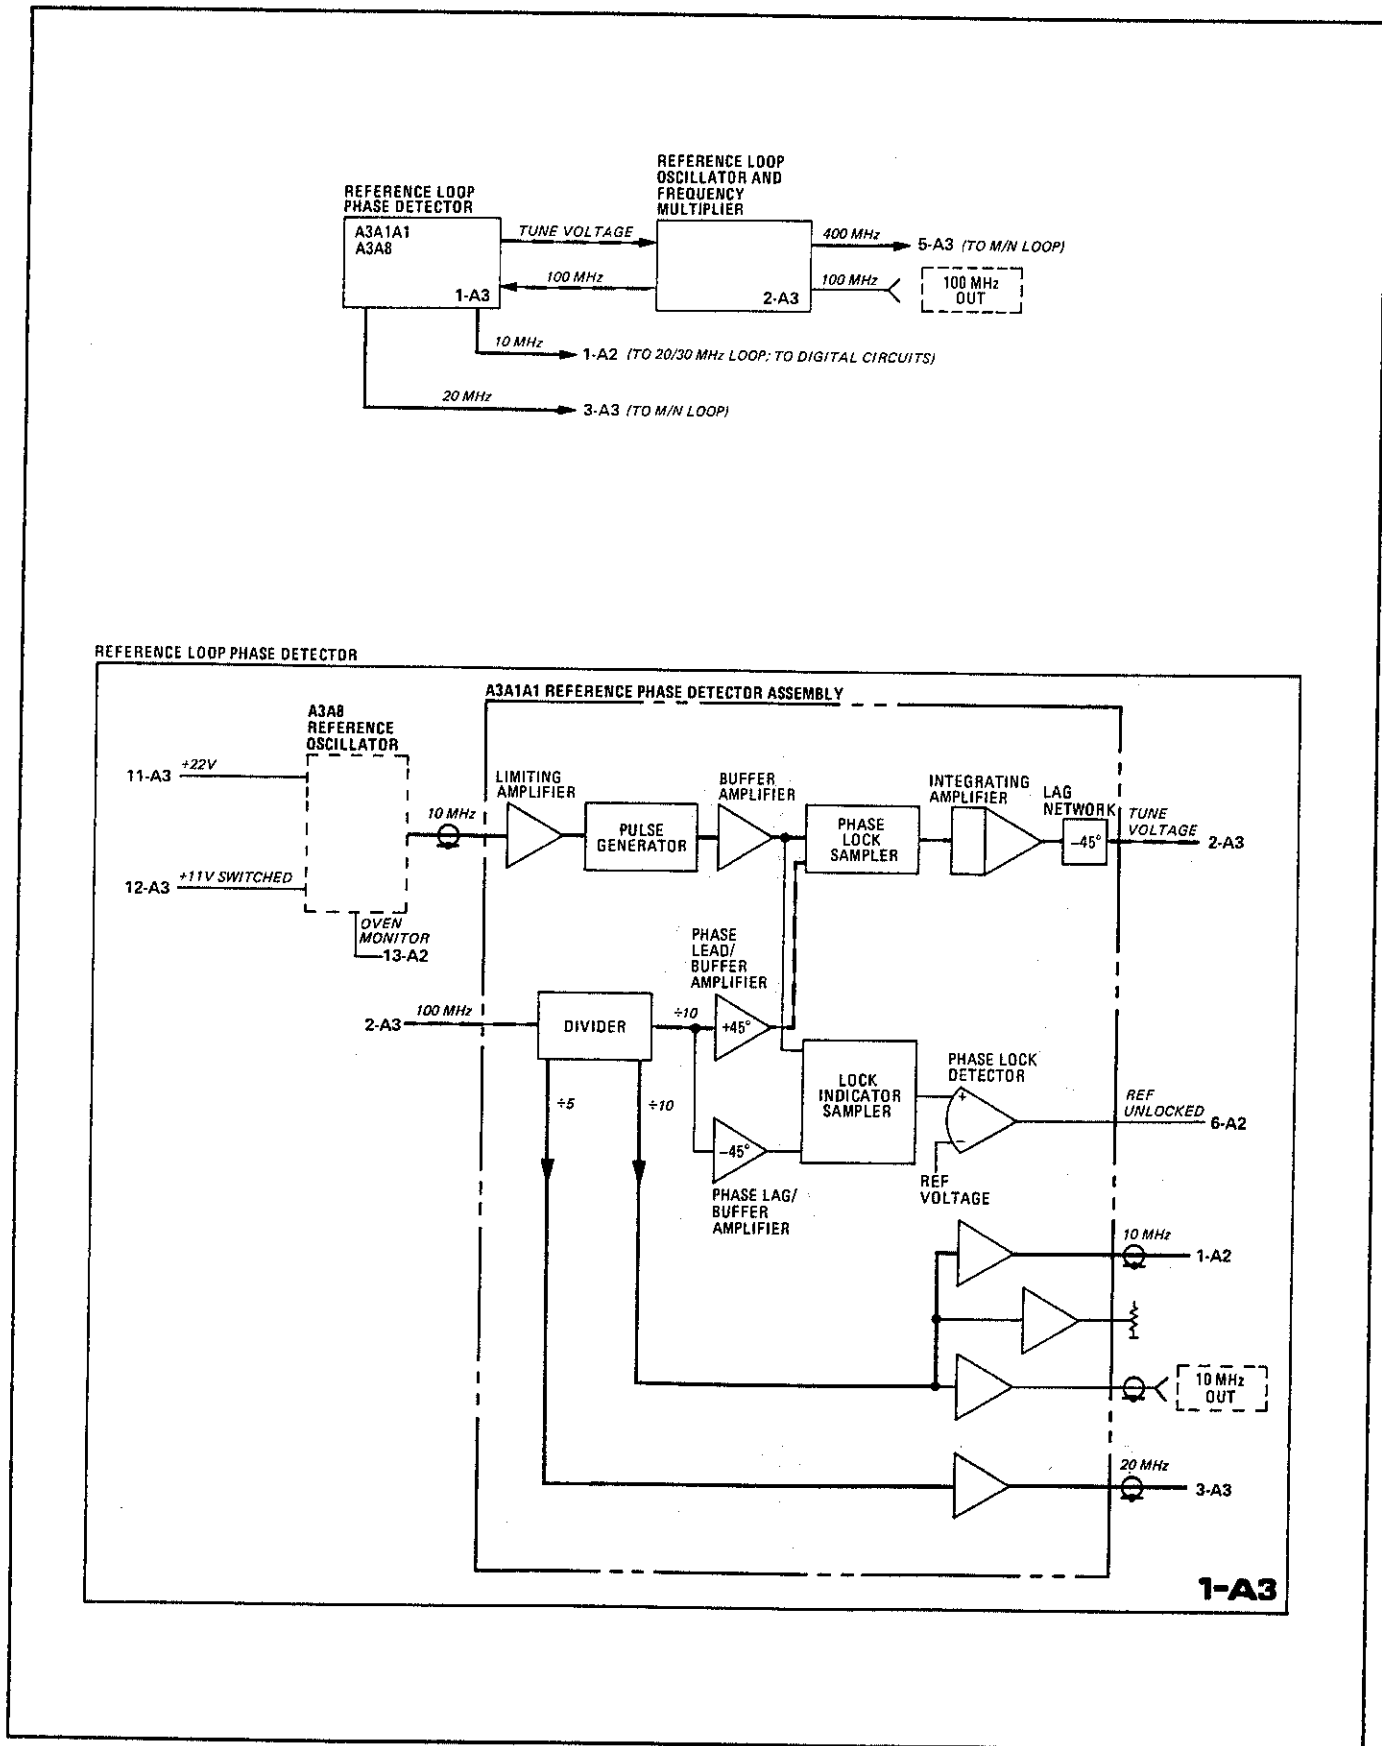 REFERENCE LOOP
PHASE DETECTOR
A3A1A1
A3A8
1-A3
TUNE VOLTAGE
100 MHz
REFERENCE LOOP
OSCILLATOR AND
FREQUENCY
MULTIPLIER
2-A3
400 MHz
5-A3 (TO M/N LOOP)
100 MHz
100 MHz
OUT
10 MHz
1-A2 (TO 20/30 MHz LOOP; TO DIGITAL CIRCUITS)
20 MHz
3-A3 (TO M/N LOOP)
REFERENCE LOOP PHASE DETECTOR
A3A1A1 REFERENCE PHASE DETECTOR ASSEMBLY
A3A8
REFERENCE
OSCILLATOR
11-A3 +22V
12-A3 +11V SWITCHED
OVEN
MONITOR
13-A2
10 MHz
LIMITING
AMPLIFIER
PULSE
GENERATOR
BUFFER
AMPLIFIER
PHASE
LOCK
SAMPLER
INTEGRATING
AMPLIFIER
LAG
NETWORK
−45°
TUNE
VOLTAGE
2-A3
PHASE
LEAD/
BUFFER
AMPLIFIER
+45°
2-A3 100 MHz
DIVIDER
÷10
÷5
÷10
−45°
PHASE LAG/
BUFFER
AMPLIFIER
LOCK
INDICATOR
SAMPLER
PHASE LOCK
DETECTOR
+
−
REF
VOLTAGE
REF
UNLOCKED
6-A2
10 MHz
1-A2
10 MHz
OUT
20 MHz
3-A3
1-A3